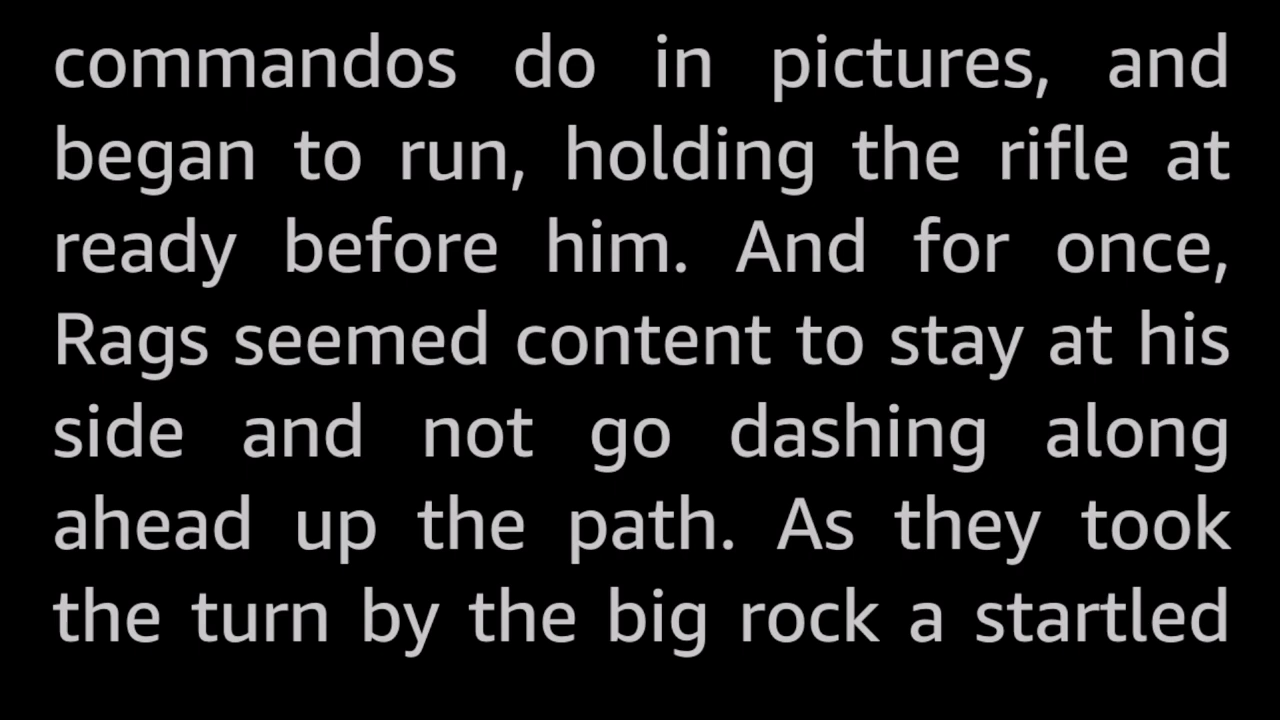 commandos do in pictures, and
began to run, holding the rifle at
ready before him. And for once,
Rags seemed content to stay at his
side and not go dashing along
ahead up the path. As they took
the turn by the big rock a startled